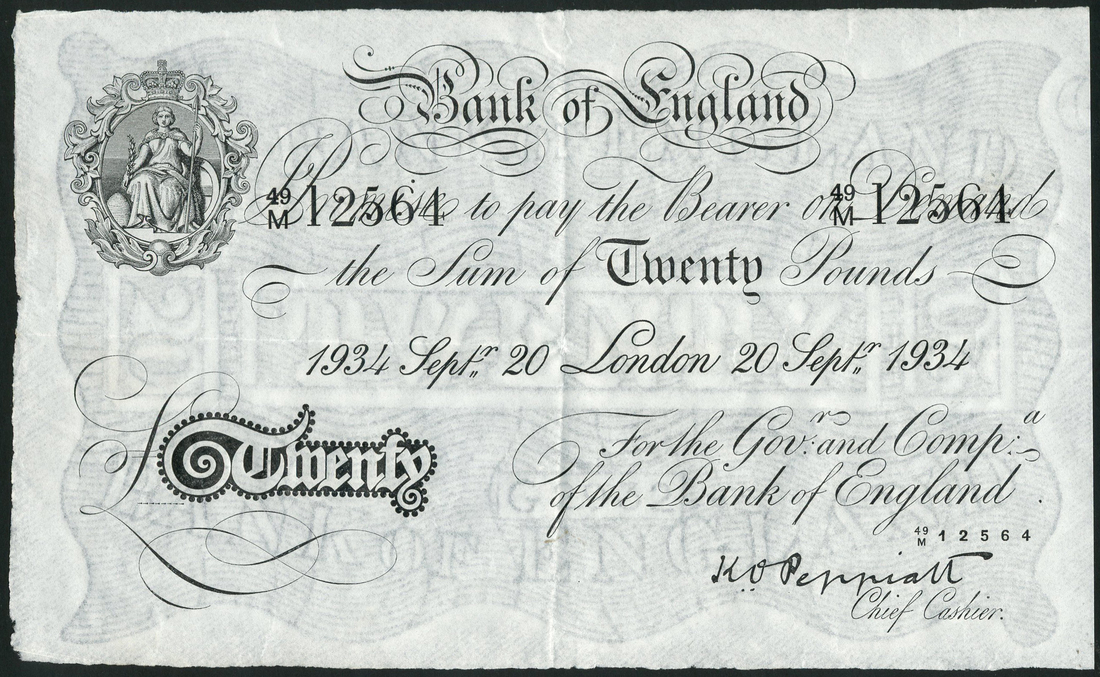 Bank of England
I Promise to pay the Bearer on Demand
49/M 12564 49/M 12564
the Sum of Twenty Pounds
1934 Septr. 20 London 20 Septr. 1934
£Twenty
For the Govr: and Compa:
of the Bank of England.
49/M 12564
K.O. Peppiatt
Chief Cashier.